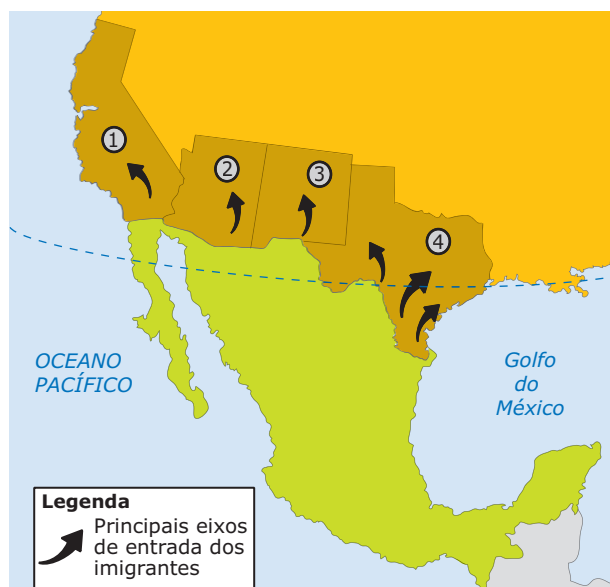 1
2
3
4
OCEANO
PACÍFICO
Golfo
do
México
Legenda
Principais eixos
de entrada dos
imigrantes